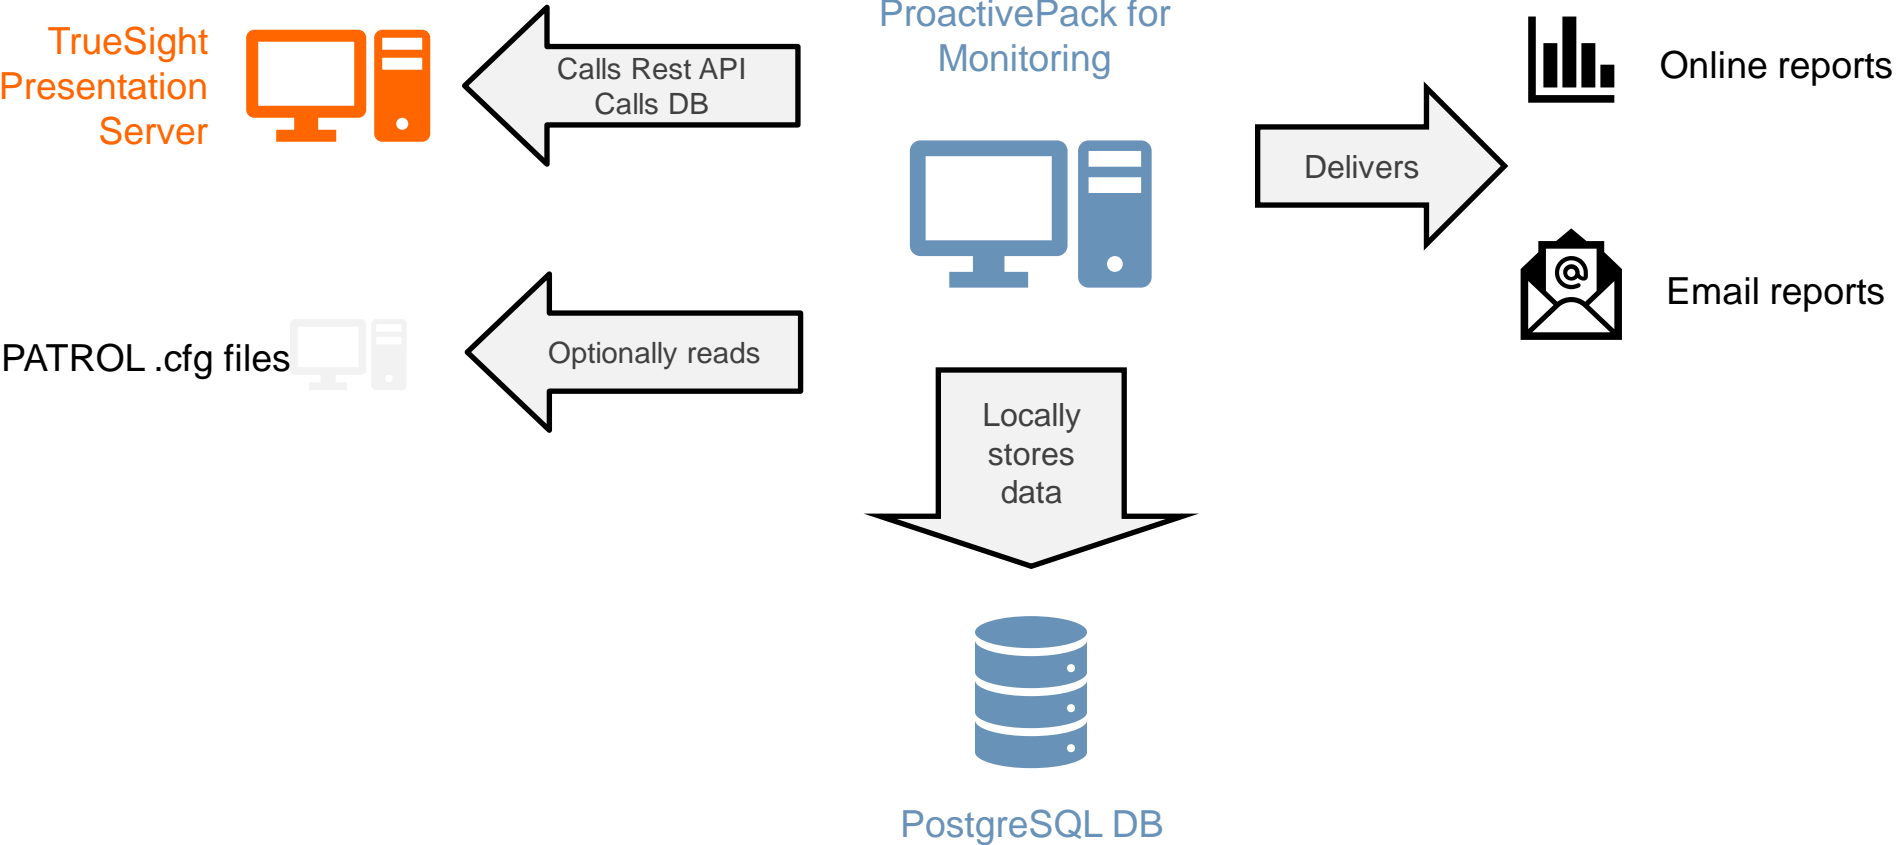 TrueSight
Presentation
Server
Calls Rest API
Calls DB
ProactivePack for
Monitoring
Delivers
Online reports
@
Email reports
PATROL .cfg files
Optionally reads
Locally
stores
data
PostgreSQL DB